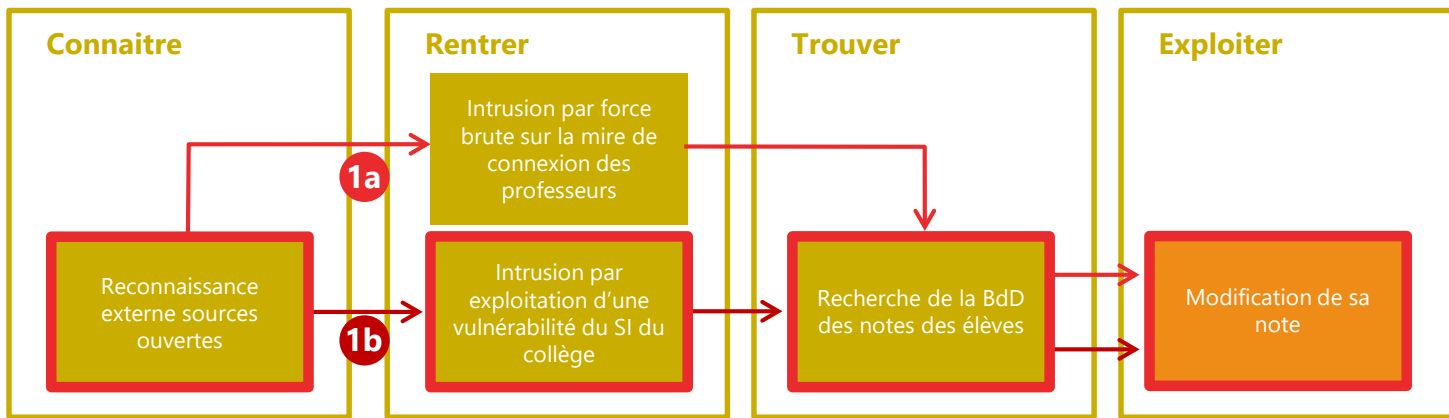 Connaitre
Rentrer
Trouver
Exploiter
Intrusion par force
brute sur la mire de
connexion des
professeurs
1a
Reconnaissance
externe sources
ouvertes
1b
Intrusion par
exploitation d’une
vulnérabilité du SI du
collège
Recherche de la BdD
des notes des élèves
Modification de sa
note